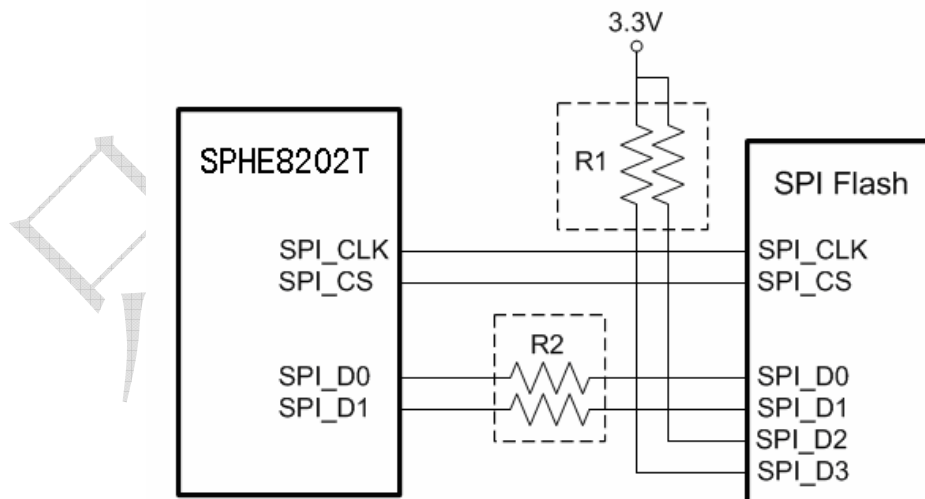 3.3V
SPHE8202T
R1
SPI Flash
SPI_CLK
SPI_CS
SPI_CLK
SPI_CS
R2
SPI_D0
SPI_D1
SPI_D0
SPI_D1
SPI_D2
SPI_D3